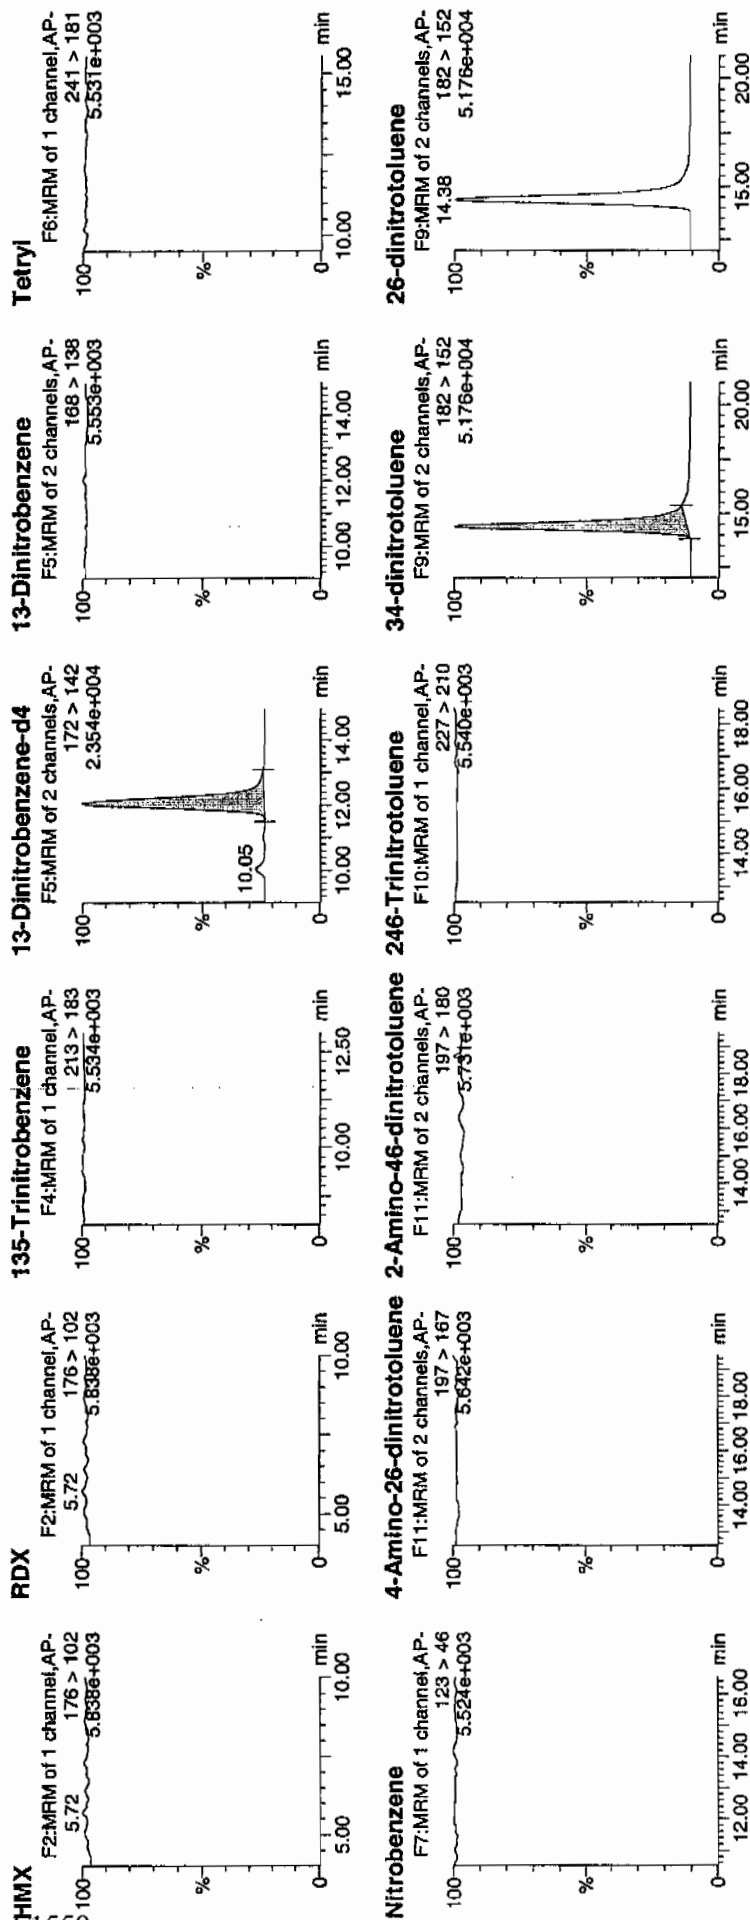 HMX
F2:MRM of 1 channel,AP-
176 > 102
5.838e+003
100
5.72
%
0
5.00
10.00
min
RDX
F2:MRM of 1 channel,AP-
176 > 102
5.838e+003
100
5.72
%
0
5.00
10.00
min
135-Trinitrobenzene
F4:MRM of 1 channel,AP-
213 > 183
5.534e+003
100
%
0
10.00
12.50
min
13-Dinitrobenzene-d4
F5:MRM of 2 channels,AP-
172 > 142
2.354e+004
100
10.05
%
0
10.00
12.00
14.00
min
13-Dinitrobenzene
F5:MRM of 2 channels,AP-
168 > 138
5.553e+003
100
%
0
10.00
12.00
14.00
min
Tetryl
F6:MRM of 1 channel,AP-
241 > 181
5.531e+003
100
%
0
10.00
15.00
min
Nitrobenzene
F7:MRM of 1 channel,AP-
123 > 46
5.524e+003
100
%
0
12.00
14.00
16.00
min
4-Amino-26-dinitrotoluene
F11:MRM of 2 channels,AP-
197 > 167
5.642e+003
100
%
0
14.00
16.00
18.00
min
2-Amino-46-dinitrotoluene
F11:MRM of 2 channels,AP-
197 > 180
5.731e+003
100
%
0
14.00
16.00
18.00
min
246-Trinitrotoluene
F10:MRM of 1 channel,AP-
227 > 210
5.540e+003
100
%
0
14.00
16.00
18.00
min
34-dinitrotoluene
F9:MRM of 2 channels,AP-
182 > 152
5.176e+004
100
%
0
15.00
20.00
min
26-dinitrotoluene
F9:MRM of 2 channels,AP-
182 > 152
5.176e+004
100
14.38
%
0
15.00
20.00
min